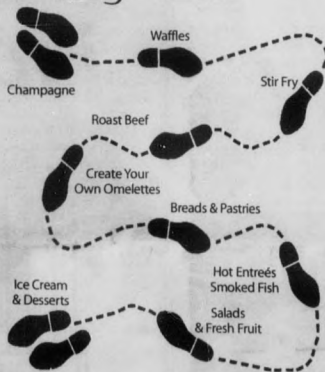 Champagne
Waffles
Stir Fry
Roast Beef
Create Your
Own Omelettes
Breads & Pastries
Hot Entreés
Smoked Fish
Salads
& Fresh Fruit
Ice Cream
& Desserts